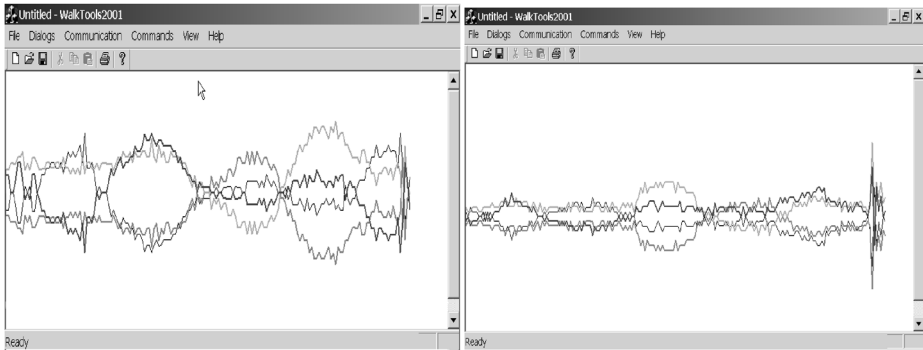 Untitled - WalkTools2001
File Dialogs Communication Commands View Help
Ready
Untitled - WalkTools2001
File Dialogs Communication Commands View Help
Ready